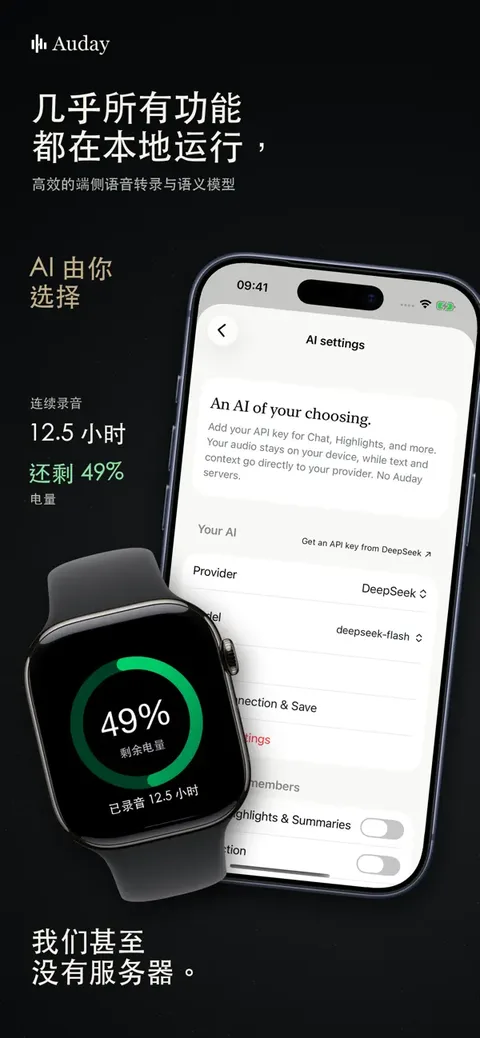 Auday
几乎所有功能
都在本地运行，
高效的端侧语音转录与语义模型
AI 由你
选择
连续录音
12.5 小时
还剩 49%
电量
09:41
AI settings
An AI of your choosing.
Add your API key for Chat, Highlights, and more.
Your audio stays on your device, while text and
context go directly to your provider. No Auday
servers.
Your AI
Get an API key from DeepSeek ↗
Provider
DeepSeek
deepseek-flash
& Save
49%
剩余电量
已录音 12.5 小时
& Summaries
我们甚至
没有服务器。